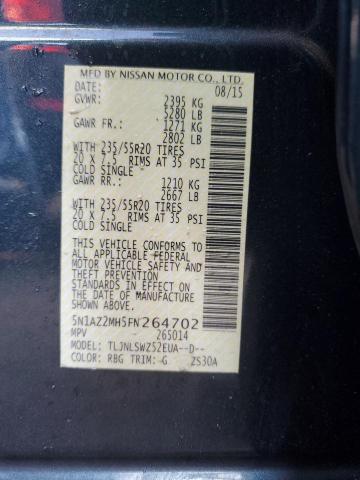 MFD BY NISSAN MOTOR CO., LTD.
DATE: 08/15
GVWR: 2395 KG
5280 LB
GAWR FR.: 1271 KG
2802 LB
WITH 235/55R20 TIRES
20 X 7.5 RIMS AT 35 PSI
COLD SINGLE
GAWR RR.: 1210 KG
2667 LB
WITH 235/55R20 TIRES
20 X 7.5 RIMS AT 35 PSI
COLD SINGLE
THIS VEHICLE CONFORMS TO
ALL APPLICABLE FEDERAL
MOTOR VEHICLE SAFETY AND
THEFT PREVENTION
STANDARDS IN EFFECT ON
THE DATE OF MANUFACTURE
SHOWN ABOVE.
5N1AZ2MH5FN264702
265014
MODEL: TLJNLSWZ52EUA--D--
COLOR: RBG TRIM: G ZS30A